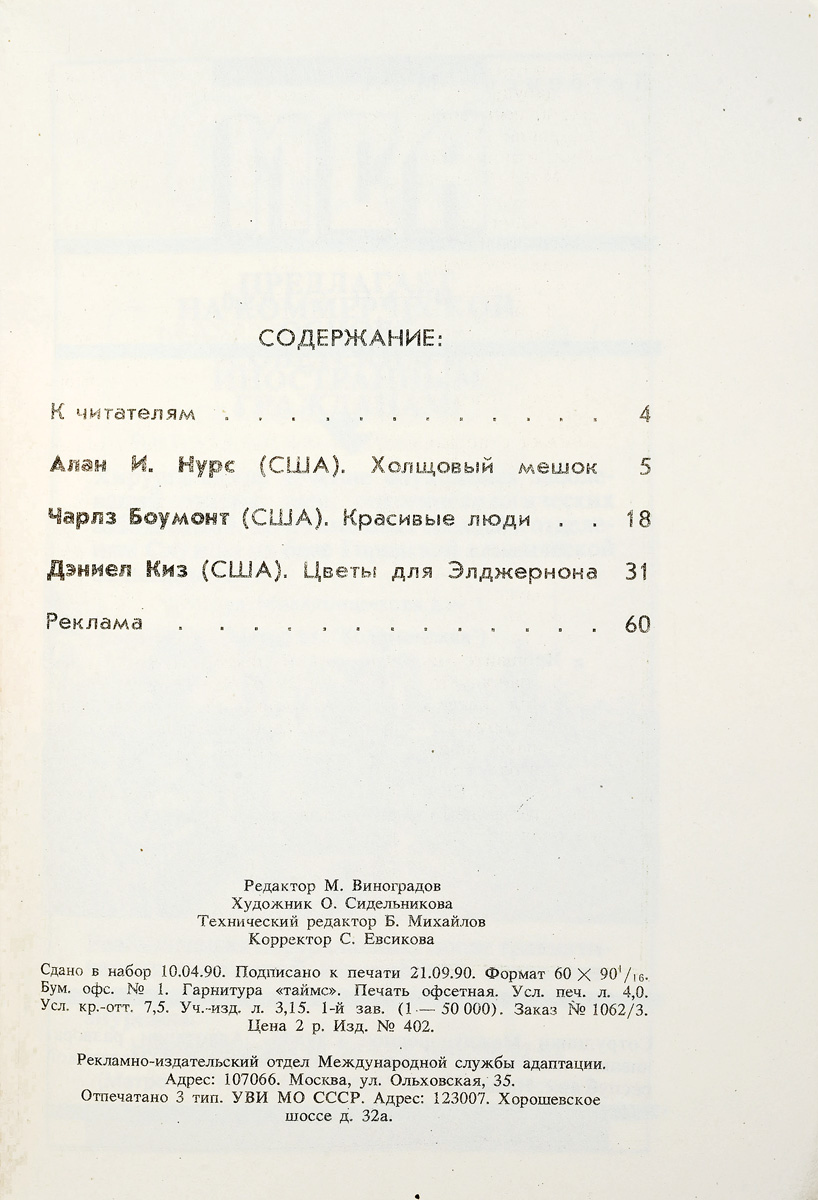 СОДЕРЖАНИЕ:
К читателям . . . . . . . . . . . . 4
Алан И. Нурс (США). Холщовый мешок 5
Чарлз Боумонт (США). Красивые люди . . 18
Дэниел Киз (США). Цветы для Элджернона 31
Реклама . . . . . . . . . . . . 60
Редактор М. Виноградов
Художник О. Сидельникова
Технический редактор Б. Михайлов
Корректор С. Евсикова
Сдано в набор 10.04.90. Подписано к печати 21.09.90. Формат 60 × 90¹/₁₆.
Бум. офс. № 1. Гарнитура «таймс». Печать офсетная. Усл. печ. л. 4,0.
Усл. кр.-отт. 7,5. Уч.-изд. л. 3,15. 1-й зав. (1 — 50 000). Заказ № 1062/3.
Цена 2 р. Изд. № 402.
Рекламно-издательский отдел Международной службы адаптации.
Адрес: 107066. Москва, ул. Ольховская, 35.
Отпечатано 3 тип. УВИ МО СССР. Адрес: 123007. Хорошевское
шоссе д. 32а.